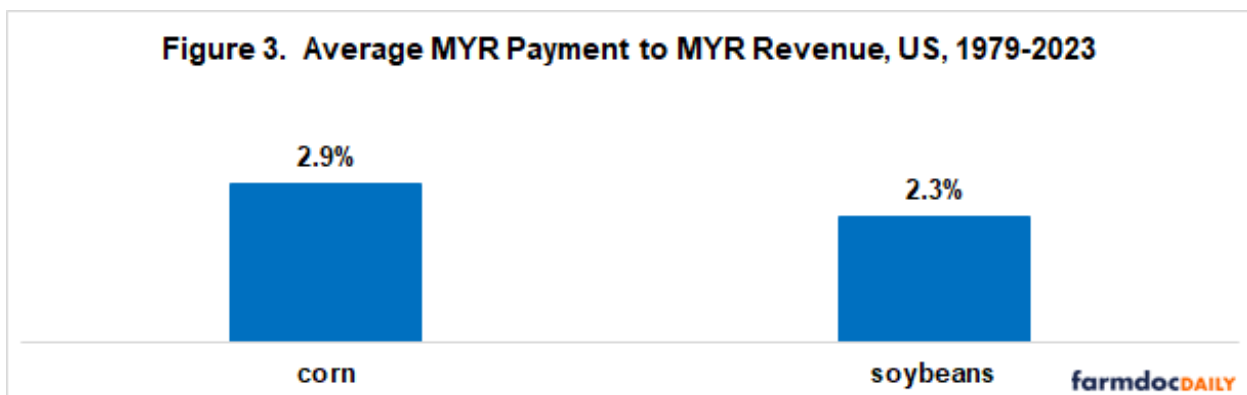 Figure 3.  Average MYR Payment to MYR Revenue, US, 1979-2023
2.9%
2.3%
corn
soybeans
farmdocDAILY